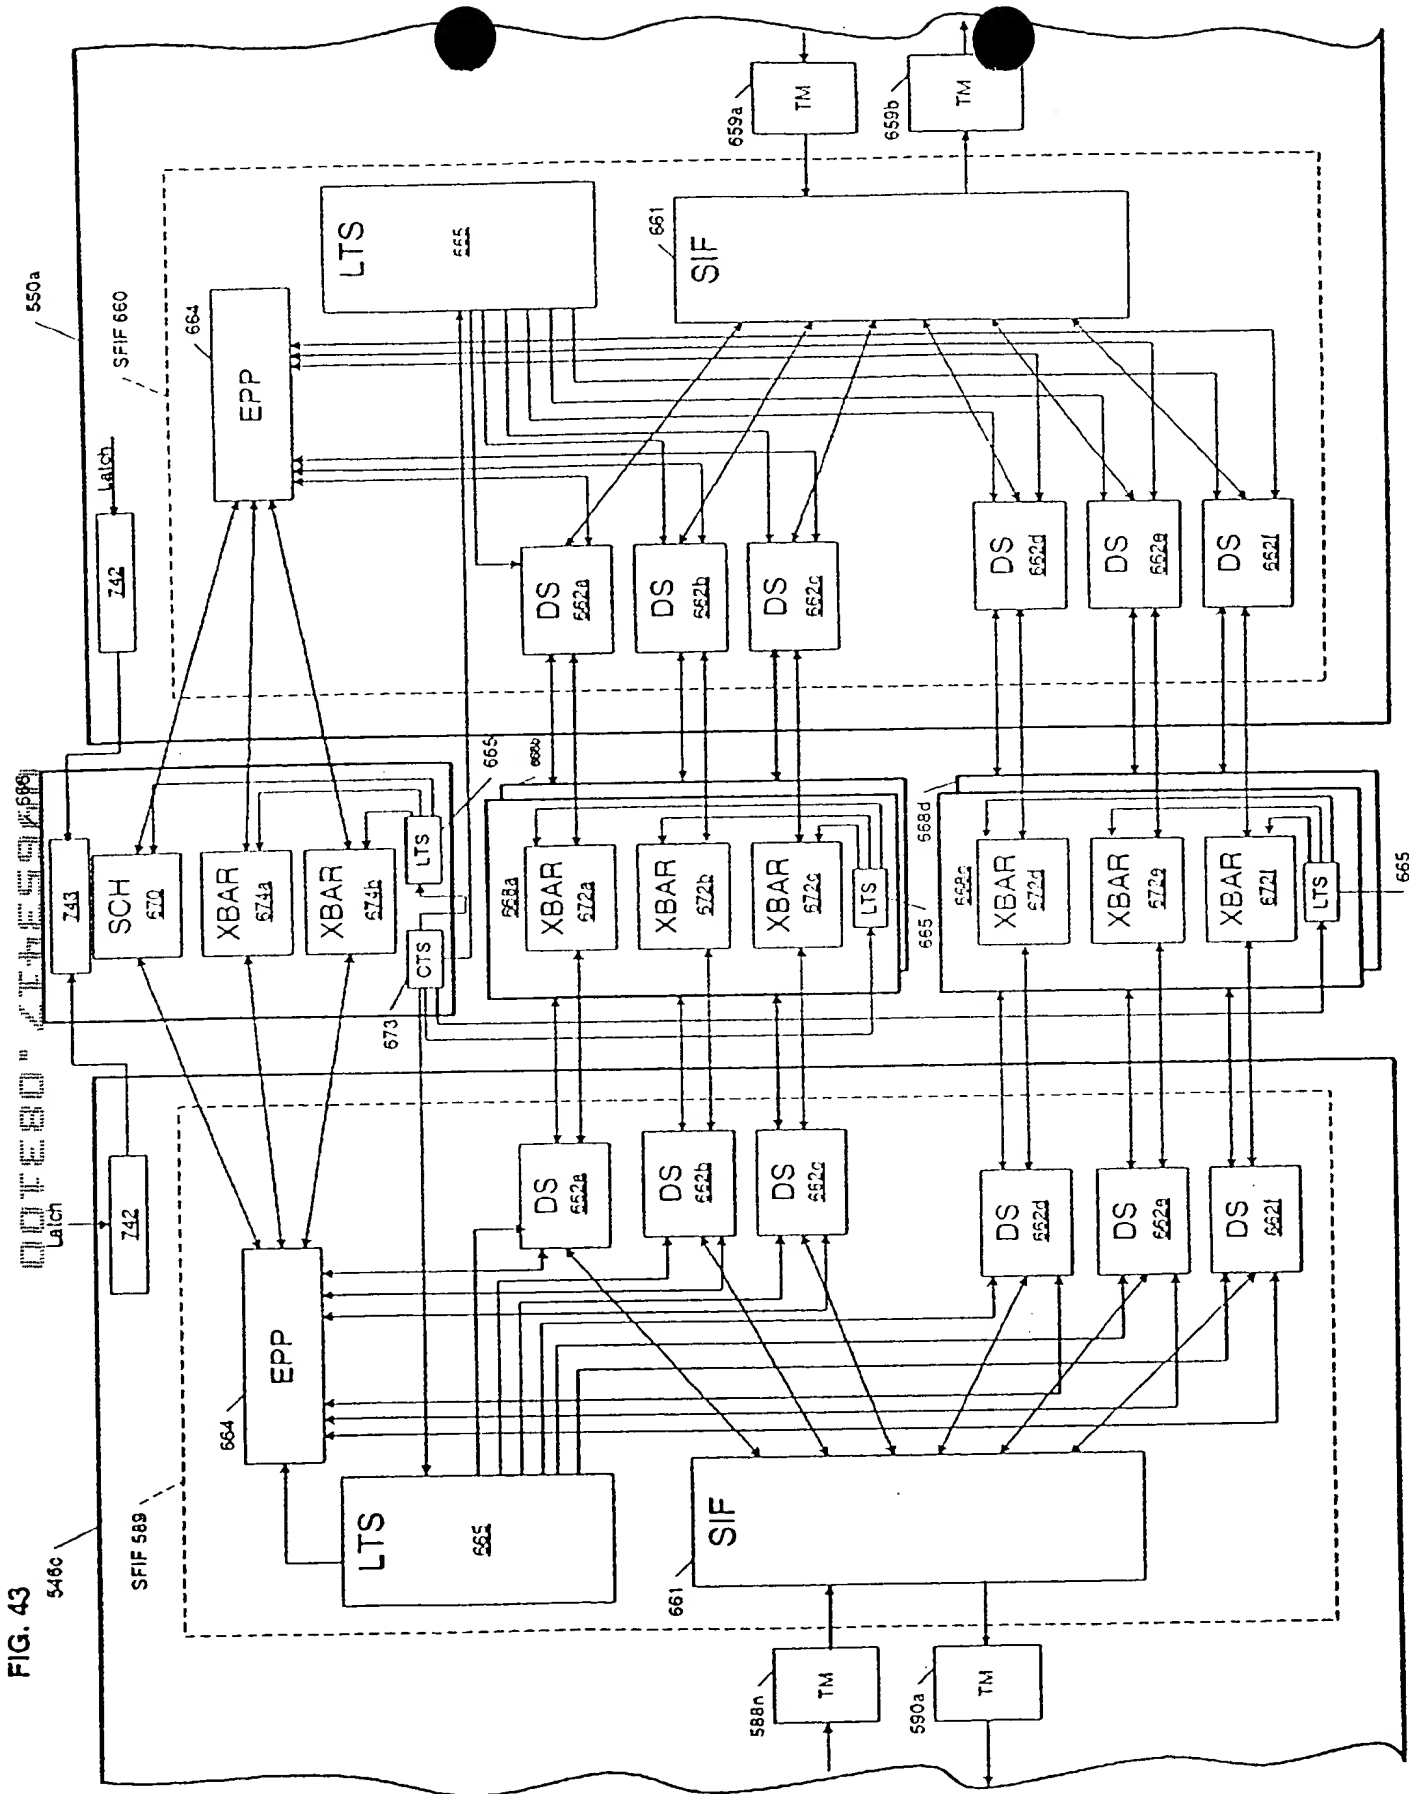 FIG. 43
546c
SFIF 589
Latch
742
664
EPP
LTS
665
661
SIF
588n
TM
590a
TM
DS
662a
DS
662b
DS
662c
DS
662d
DS
662e
DS
662f
743
SCH
670
XBAR
674a
XBAR
674b
LTS
665
CTS
673
668a
668b
XBAR
672a
XBAR
672b
XBAR
672c
LTS
665
668c
668d
XBAR
672d
XBAR
672e
XBAR
672f
LTS
665
550a
SFIF 660
Latch
742
664
EPP
LTS
665
661
SIF
659a
TM
659b
TM
DS
662a
DS
662b
DS
662c
DS
662d
DS
662e
DS
662f